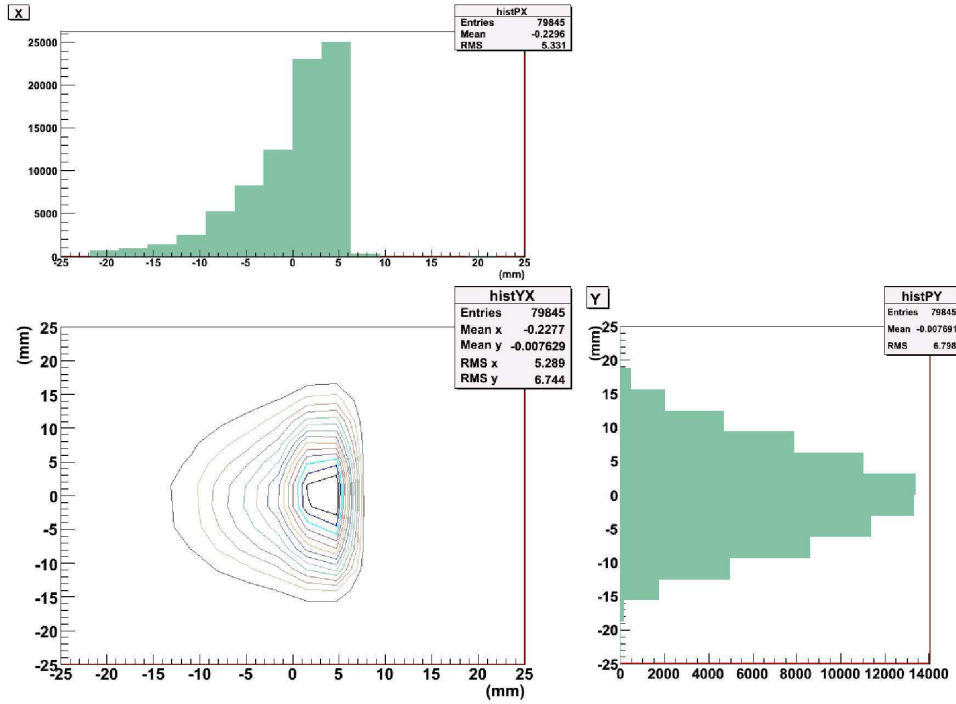 X
histPX
Entries 79845
Mean -0.2296
RMS 5.331
25000
20000
15000
10000
5000
0
-25 -20 -15 -10 -5 0 5 10 15 20 25
(mm)
histYX
Entries 79845
Mean x -0.2277
Mean y -0.007629
RMS x 5.289
RMS y 6.744
(mm)
25
20
15
10
5
0
-5
-10
-15
-20
-25
-25 -20 -15 -10 -5 0 5 10 15 20 25
(mm)
Y
histPY
Entries 79845
Mean -0.007691
RMS 6.798
(mm)
25
20
15
10
5
0
-5
-10
-15
-20
-25
0 2000 4000 6000 8000 10000 12000 14000